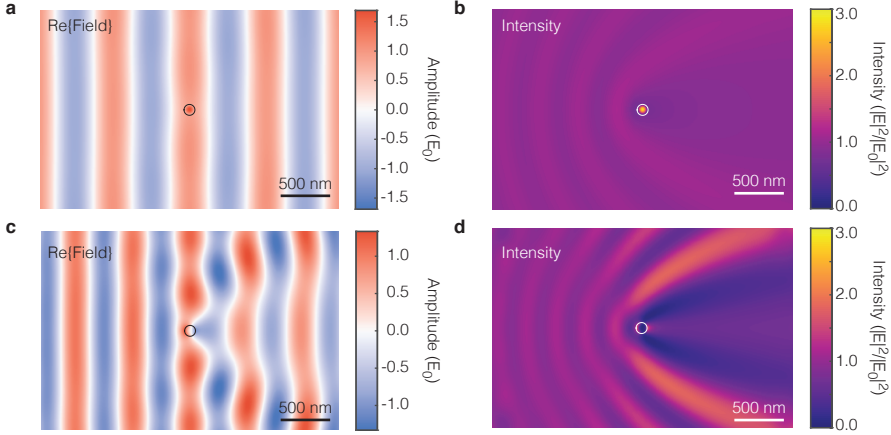 a
Re{Field}
500 nm
1.5
1.0
0.5
0.0
-0.5
-1.0
-1.5
Amplitude (E₀)
b
Intensity
500 nm
3.0
2.0
1.0
0.0
Intensity (|E|²/|E₀|²)
c
Re{Field}
500 nm
1.0
0.5
0.0
-0.5
-1.0
Amplitude (E₀)
d
Intensity
500 nm
3.0
2.0
1.0
0.0
Intensity (|E|²/|E₀|²)